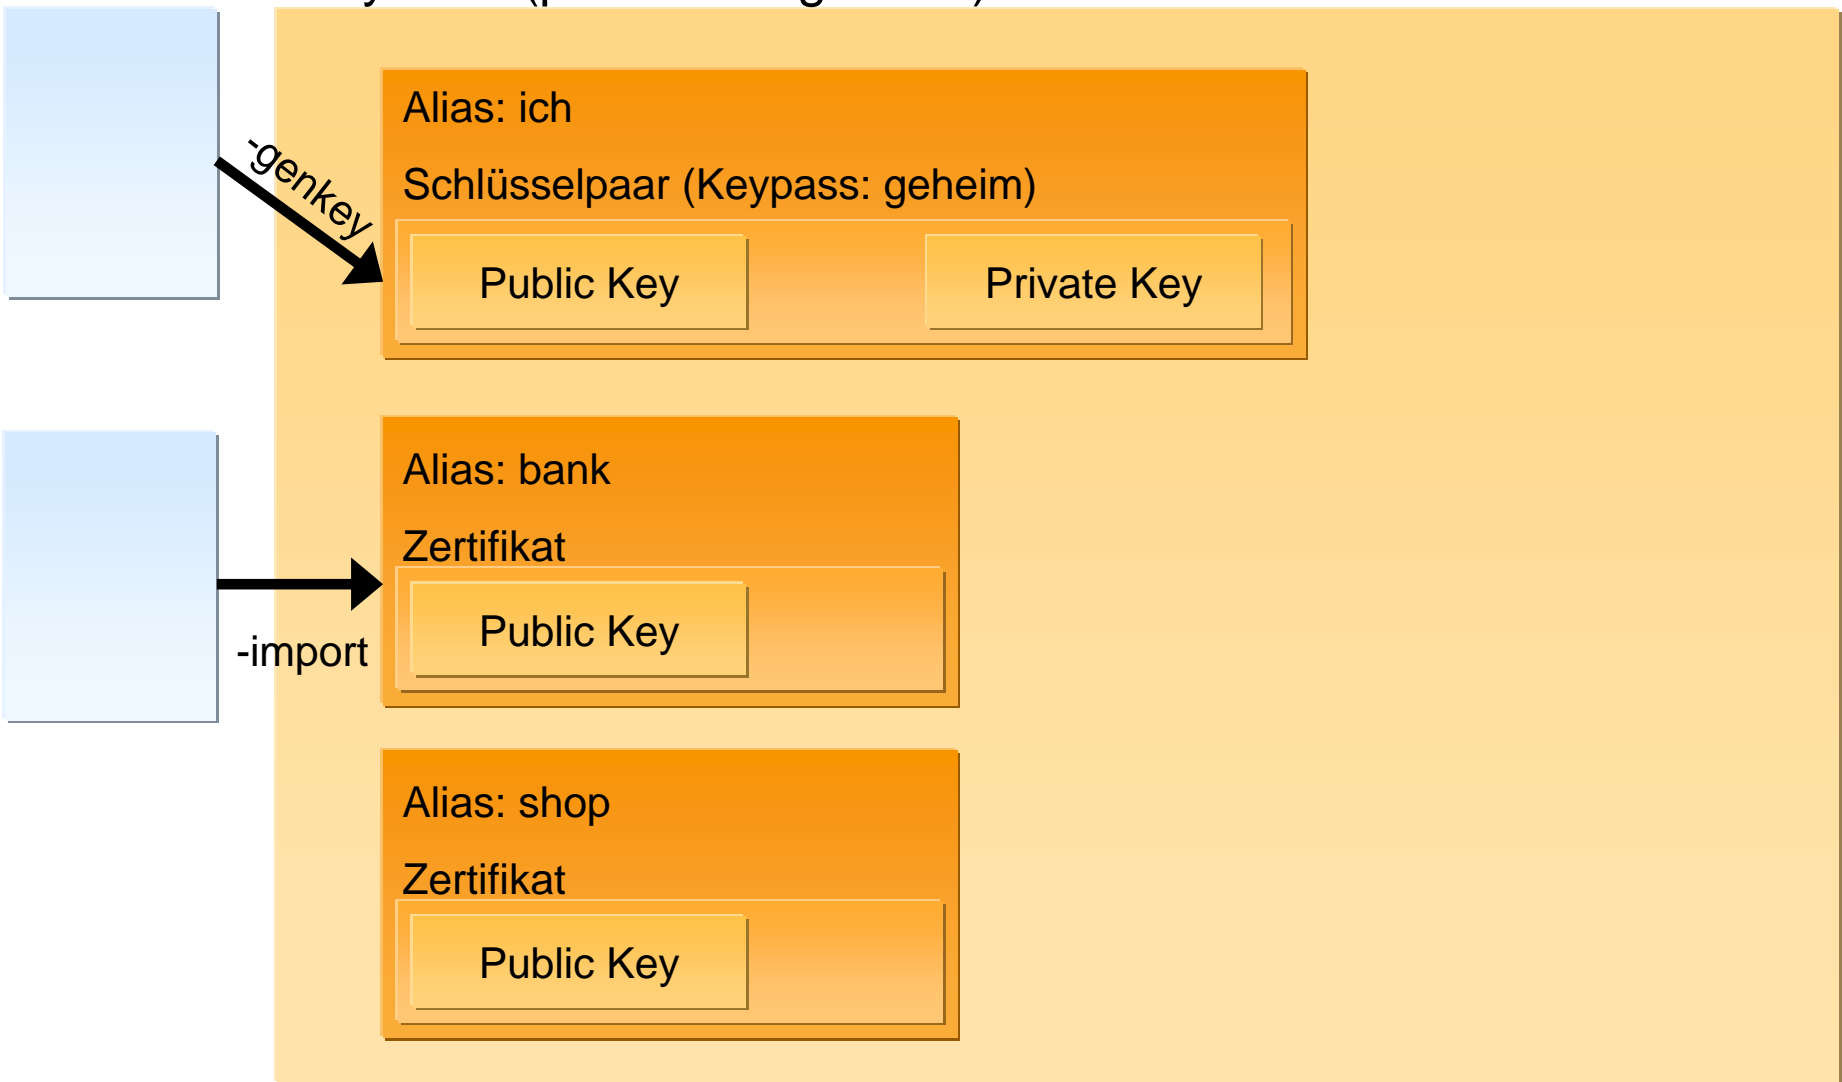 Alias: ich
Schlüsselpaar (Keypass: geheim)
-genkey
Public Key
Private Key
Alias: bank
Zertifikat
Public Key
-import
Alias: shop
Zertifikat
Public Key